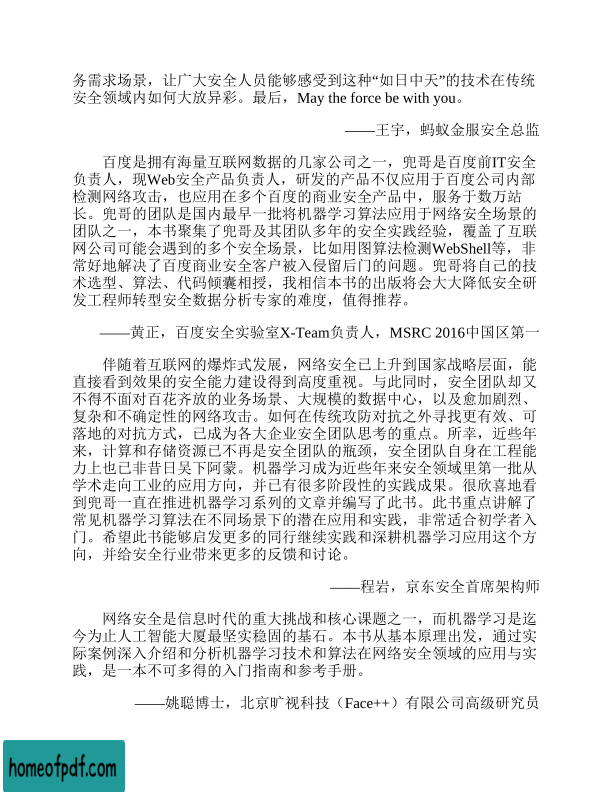 务需求场景，让广大安全人员能够感受到这种“如日中天”的技术在传统
安全领域内如何大放异彩。最后，May the force be with you。
——王宇，蚂蚁金服安全总监
百度是拥有海量互联网数据的几家公司之一，兜哥是百度前IT安全
负责人，现Web安全产品负责人，研发的产品不仅应用于百度公司内部
检测网络攻击，也应用在多个百度的商业安全产品中，服务于数万站
长。兜哥的团队是国内最早一批将机器学习算法应用于网络安全场景的
团队之一，本书聚集了兜哥及其团队多年的安全实践经验，覆盖了互联
网公司可能会遇到的多个安全场景，比如用图算法检测WebShell等，非
常好地解决了百度商业安全客户被入侵留后门的问题。兜哥将自己的技
术选型、算法、代码倾囊相授，我相信本书的出版将会大大降低安全研
发工程师转型安全数据分析专家的难度，值得推荐。
——黄正，百度安全实验室X-Team负责人，MSRC 2016中国区第一
伴随着互联网的爆炸式发展，网络安全已上升到国家战略层面，能
直接看到效果的安全能力建设得到高度重视。与此同时，安全团队却又
不得不面对百花齐放的业务场景、大规模的数据中心，以及愈加剧烈、
复杂和不确定性的网络攻击。如何在传统攻防对抗之外寻找更有效、可
落地的对抗方式，已成为各大企业安全团队思考的重点。所幸，近些年
来，计算和存储资源已不再是安全团队的瓶颈，安全团队自身在工程能
力上也已非昔日吴下阿蒙。机器学习成为近些年来安全领域里第一批从
学术走向工业的应用方向，并已有很多阶段性的实践成果。很欣喜地看
到兜哥一直在推进机器学习系列的文章并编写了此书。此书重点讲解了
常见机器学习算法在不同场景下的潜在应用和实践，非常适合初学者入
门。希望此书能够启发更多的同行继续实践和深耕机器学习应用这个方
向，并给安全行业带来更多的反馈和讨论。
——程岩，京东安全首席架构师
网络安全是信息时代的重大挑战和核心课题之一，而机器学习是迄
今为止人工智能大厦最坚实稳固的基石。本书从基本原理出发，通过实
际案例深入介绍和分析机器学习技术和算法在网络安全领域的应用与实
践，是一本不可多得的入门指南和参考手册。
——姚聪博士，北京旷视科技（Face++）有限公司高级研究员
homeofpdf.com